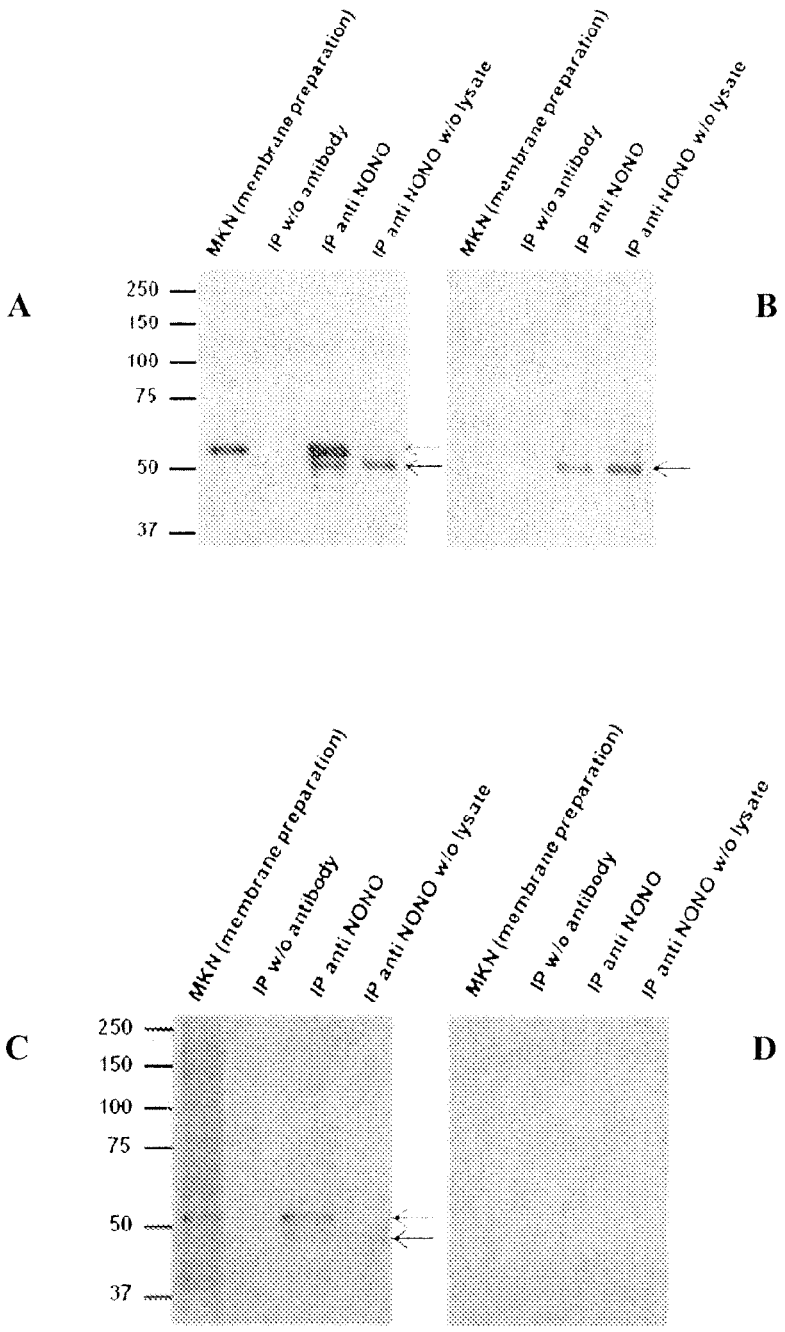 MKN (membrane preparation)
IP w/o antibody
IP anti NONO
IP anti NONO w/o lysate
MKN (membrane preparation)
IP w/o antibody
IP anti NONO
IP anti NONO w/o lysate
A
B
250
150
100
75
50
37
MKN (membrane preparation)
IP w/o antibody
IP anti NONO
IP anti NONO w/o lysate
MKN (membrane preparation)
IP w/o antibody
IP anti NONO
IP anti NONO w/o lysate
C
D
250
150
100
75
50
37